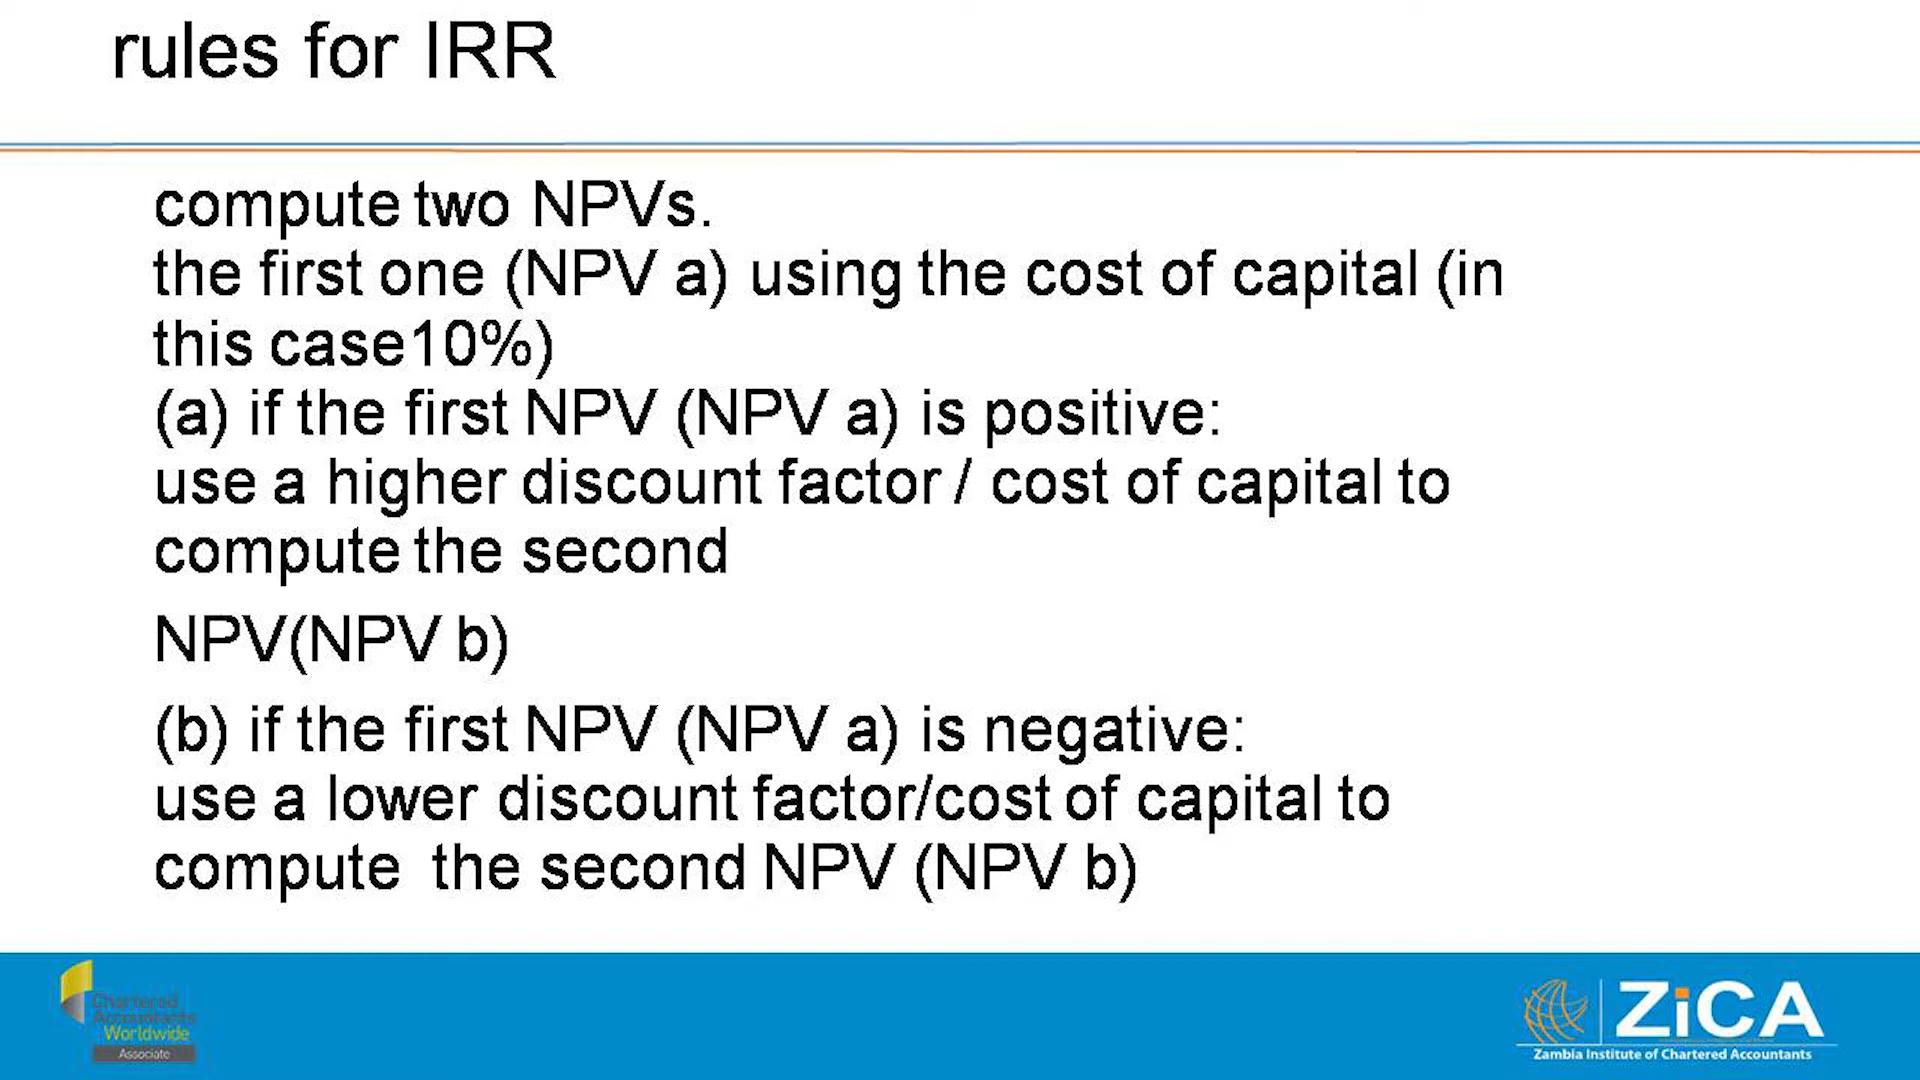 rules for IRR
compute two NPVs.
the first one (NPV a) using the cost of capital (in
this case10%)
(a) if the first NPV (NPV a) is positive:
use a higher discount factor / cost of capital to
compute the second
NPV(NPV b)
(b) if the first NPV (NPV a) is negative:
use a lower discount factor/cost of capital to
compute the second NPV (NPV b)
Chartered
Accountants
Worldwide
Associate
ZiCA
Zambia Institute of Chartered Accountants